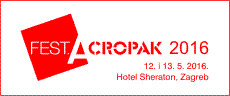 FEST. ACROPAK 2016
12. i 13. 5. 2016.
Hotel Sheraton, Zagreb